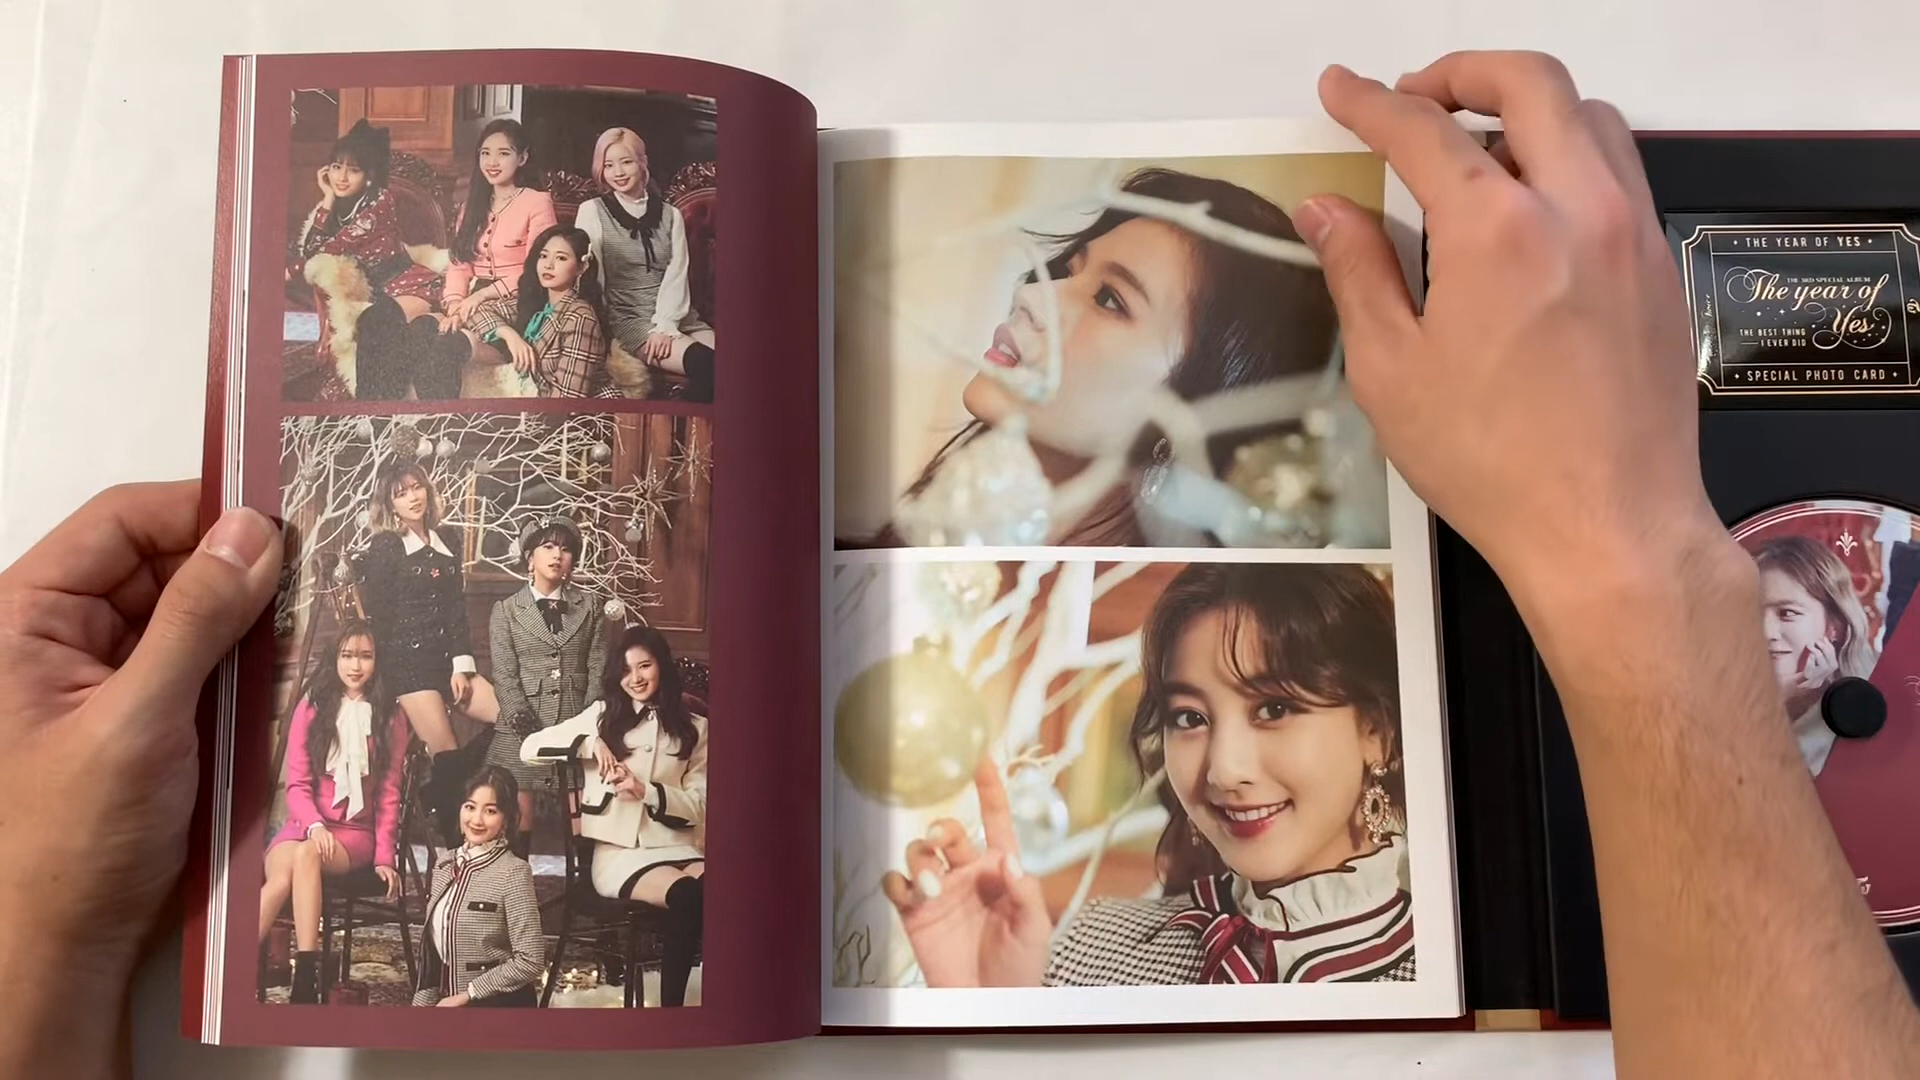 THE YEAR OF YES
THE 3RD SPECIAL ALBUM
The year of
Yes
THE BEST THING
I EVER DID
SPECIAL PHOTO CARD